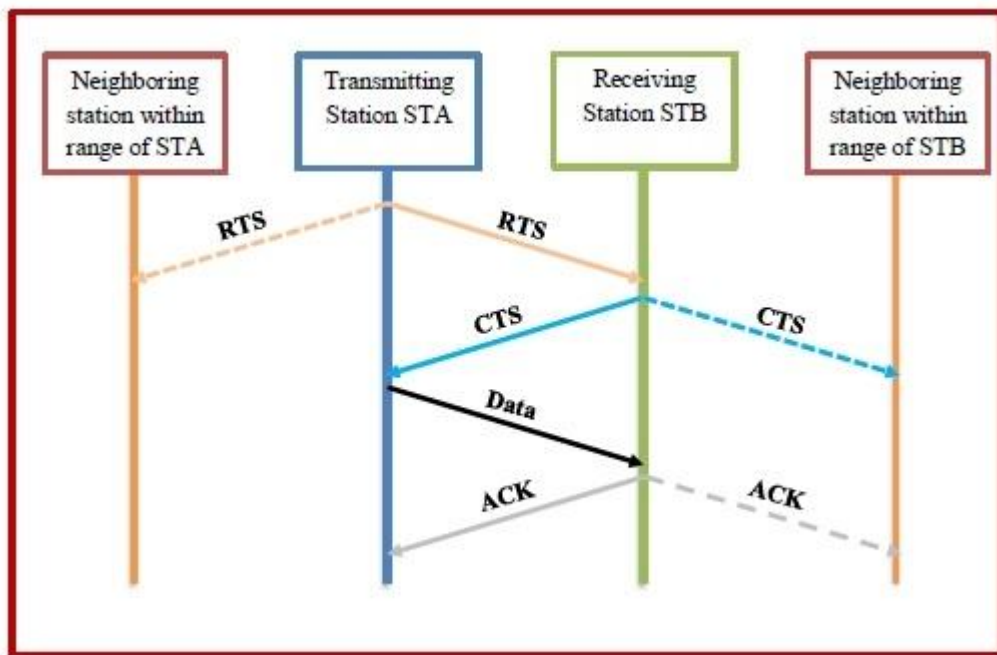 Neighboring
station within
range of STA
Transmitting
Station STA
Receiving
Station STB
Neighboring
station within
range of STB
RTS
RTS
CTS
CTS
Data
ACK
ACK